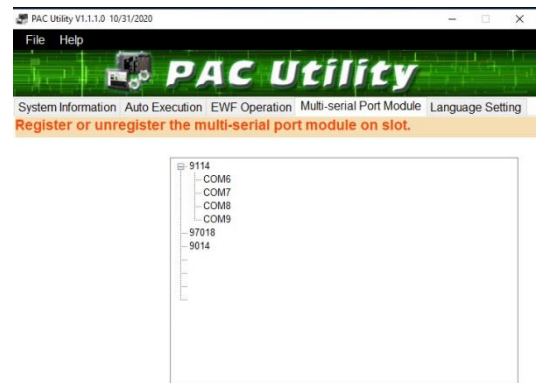 PAC Utility V1.1.1.0 10/31/2020
File Help
PAC Utility
System Information Auto Execution EWF Operation Multi-serial Port Module Language Setting
Register or unregister the multi-serial port module on slot.
9114
COM6
COM7
COM8
COM9
97018
9014